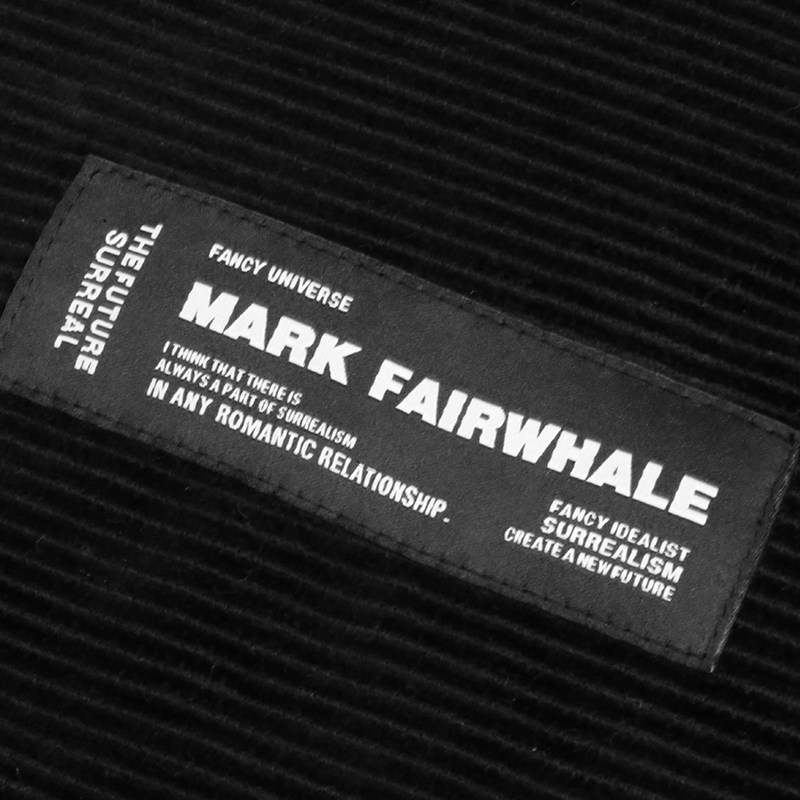 THE FUTURE
SURREAL
FANCY UNIVERSE
MARK FAIRWHALE
I THINK THAT THERE IS
ALWAYS A PART OF SURREALISM
IN ANY ROMANTIC RELATIONSHIP.
FANCY IDEALIST
SURREALISM
CREATE A NEW FUTURE